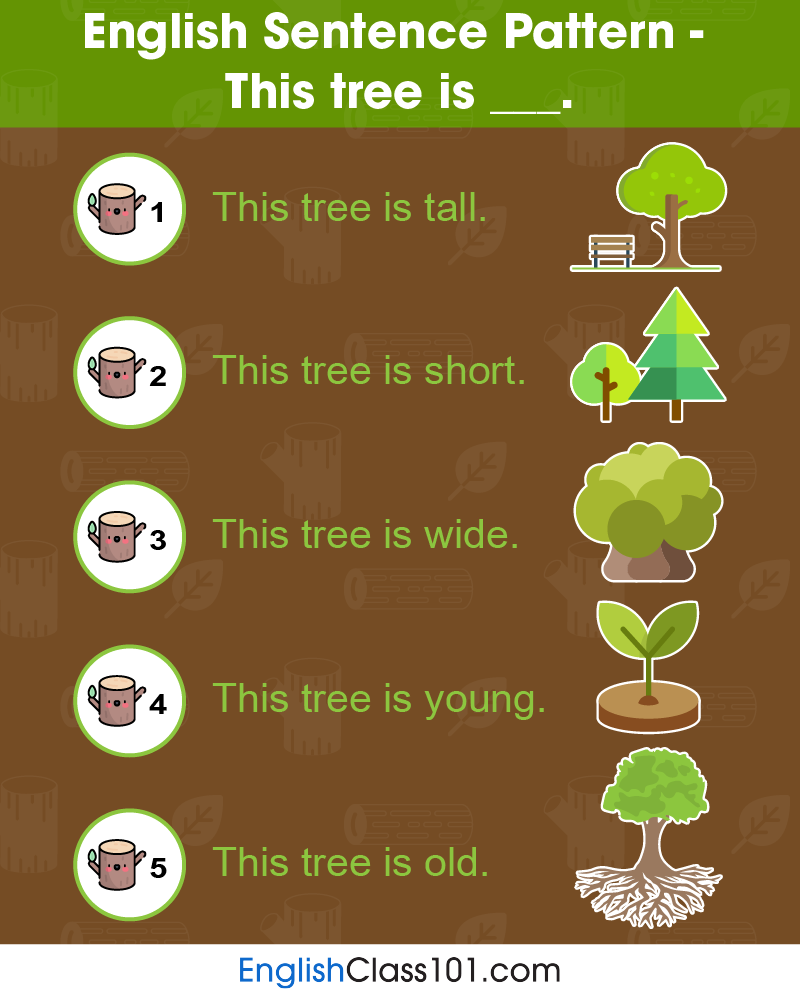 English Sentence Pattern -
This tree is ___.
1 This tree is tall.
2 This tree is short.
3 This tree is wide.
4 This tree is young.
5 This tree is old.
EnglishClass101.com